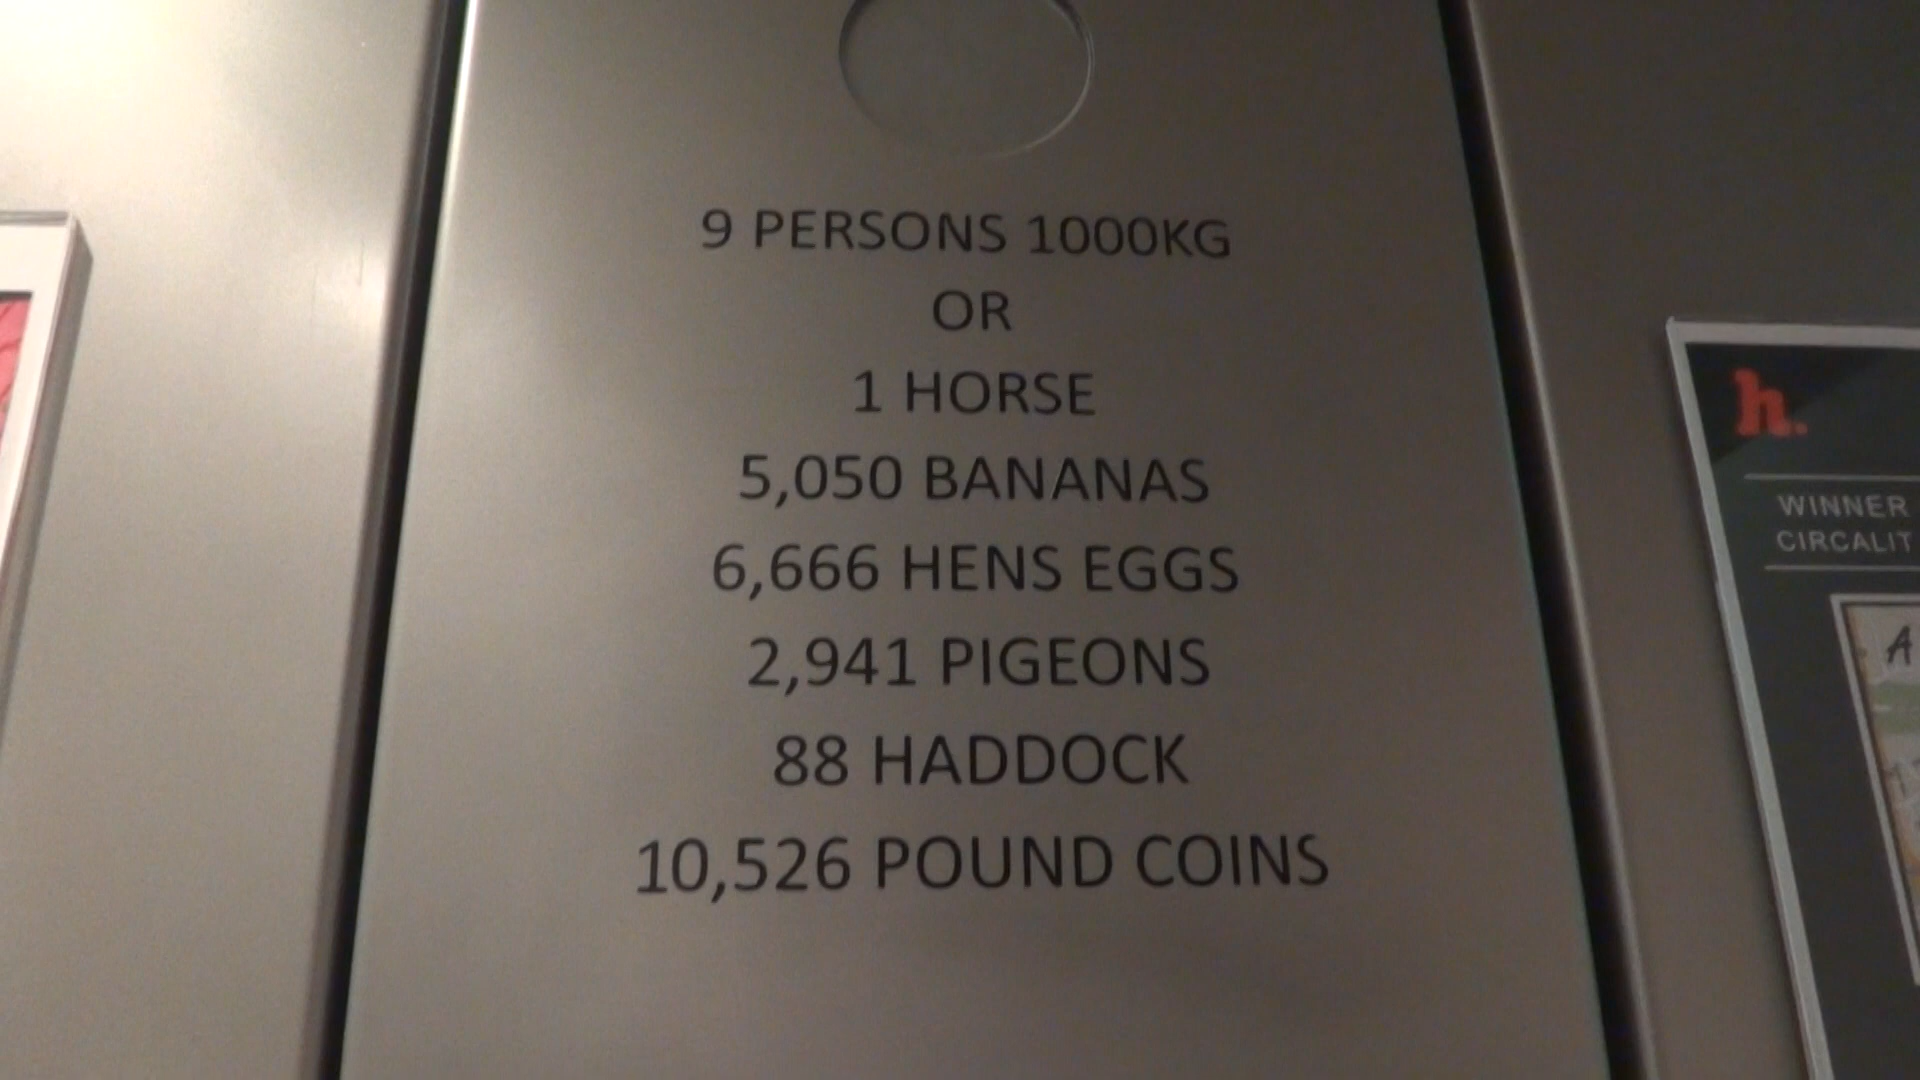 9 PERSONS 1000KG
OR
1 HORSE
5,050 BANANAS
6,666 HENS EGGS
2,941 PIGEONS
88 HADDOCK
10,526 POUND COINS
h.
WINNER
CIRCALIT
A